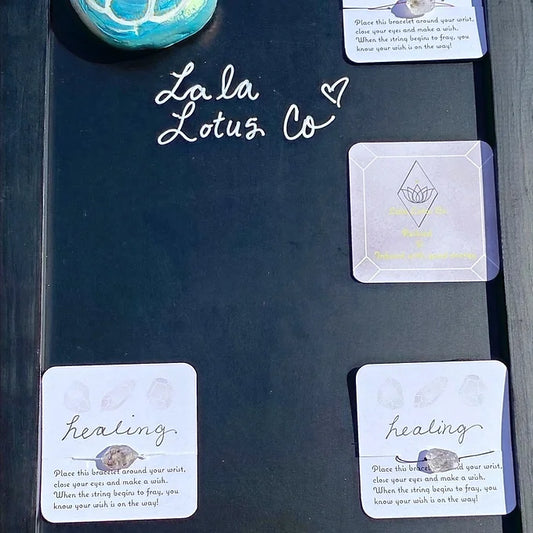 Place this bracelet around your wrist,
close your eyes and make a wish.
When the string begins to fray, you
know your wish is on the way!
Lala
Lotus Co
healing
Place this bracelet around your wrist,
close your eyes and make a wish.
When the string begins to fray, you
know your wish is on the way!
healing
Place this bracelet around your wrist,
close your eyes and make a wish.
When the string begins to fray, you
know your wish is on the way!